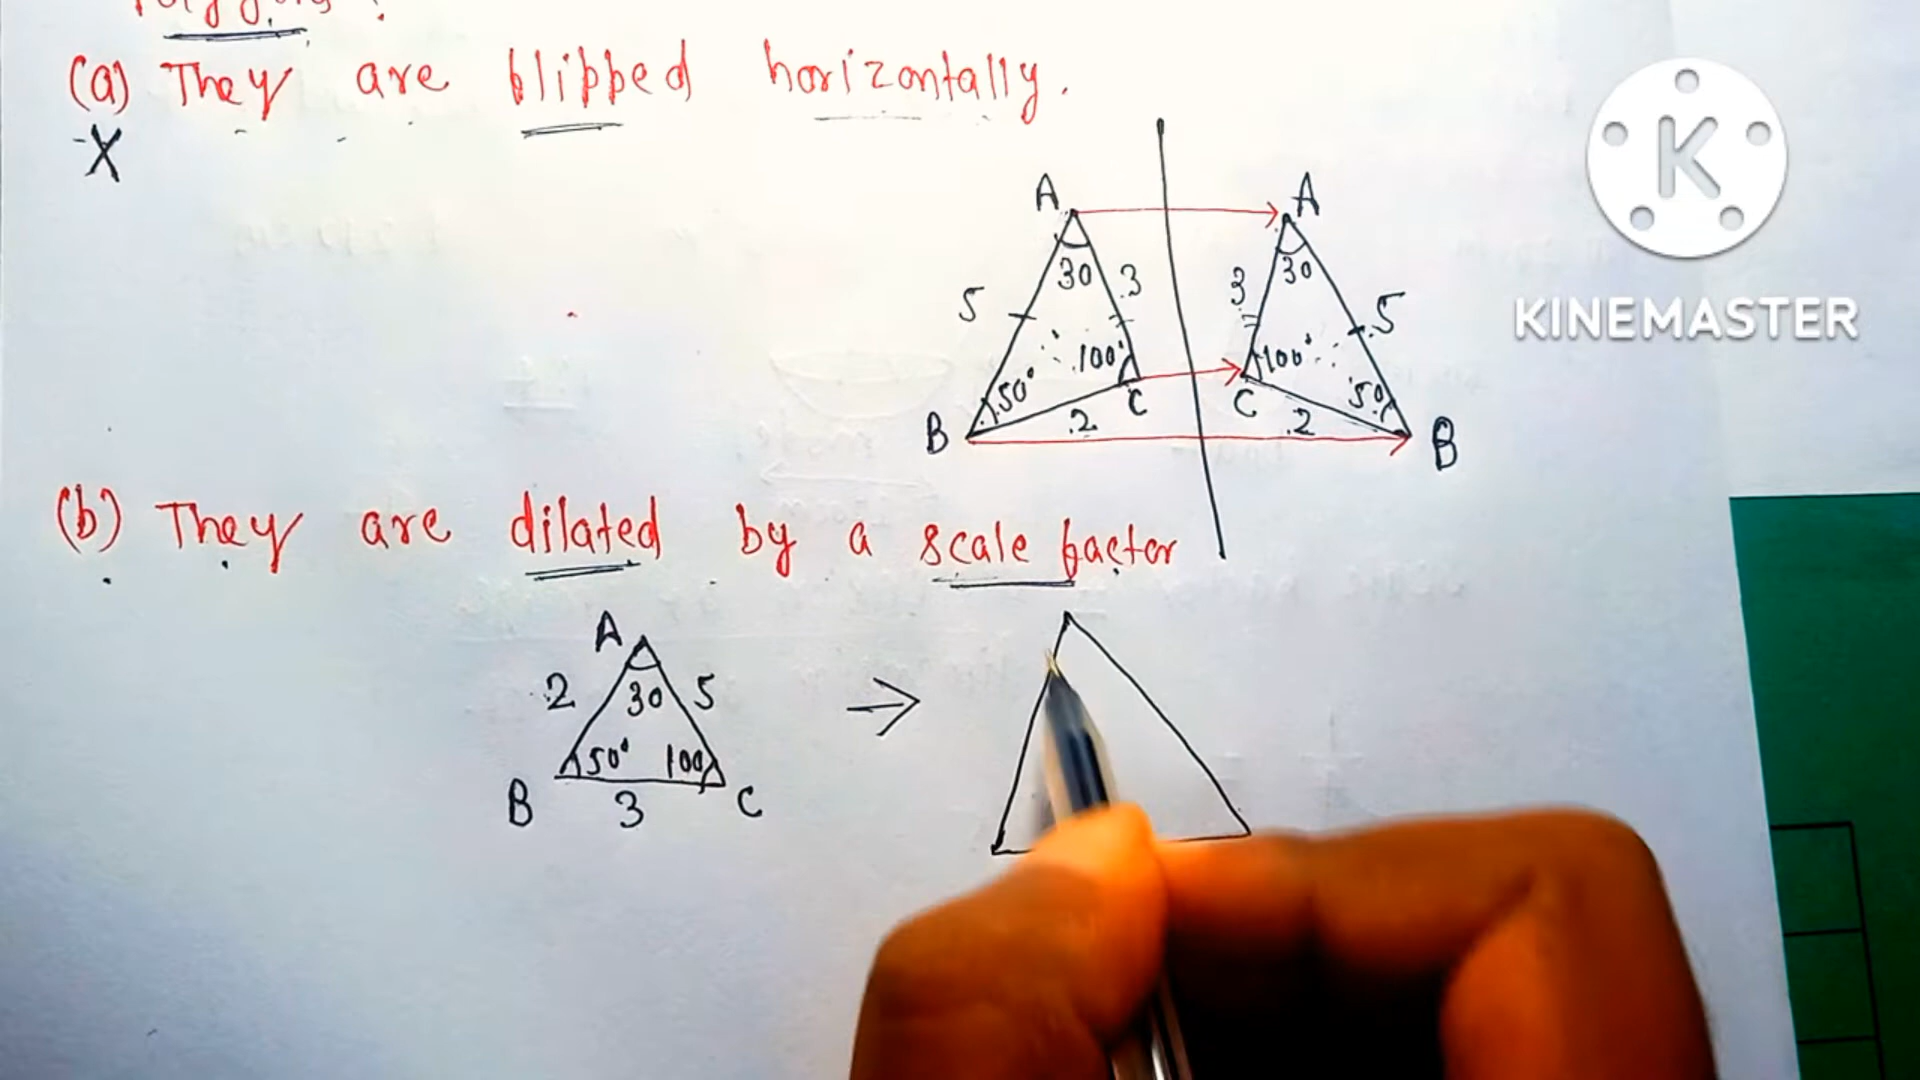 (a) They are flipped horizontally.
X
A A
30 3 3 30
5 5
100° 100°
50° C C 50
B 2 2 B
KINEMASTER
(b) They are dilated by a scale factor
A
2 30 5
50° 100
B 3 C